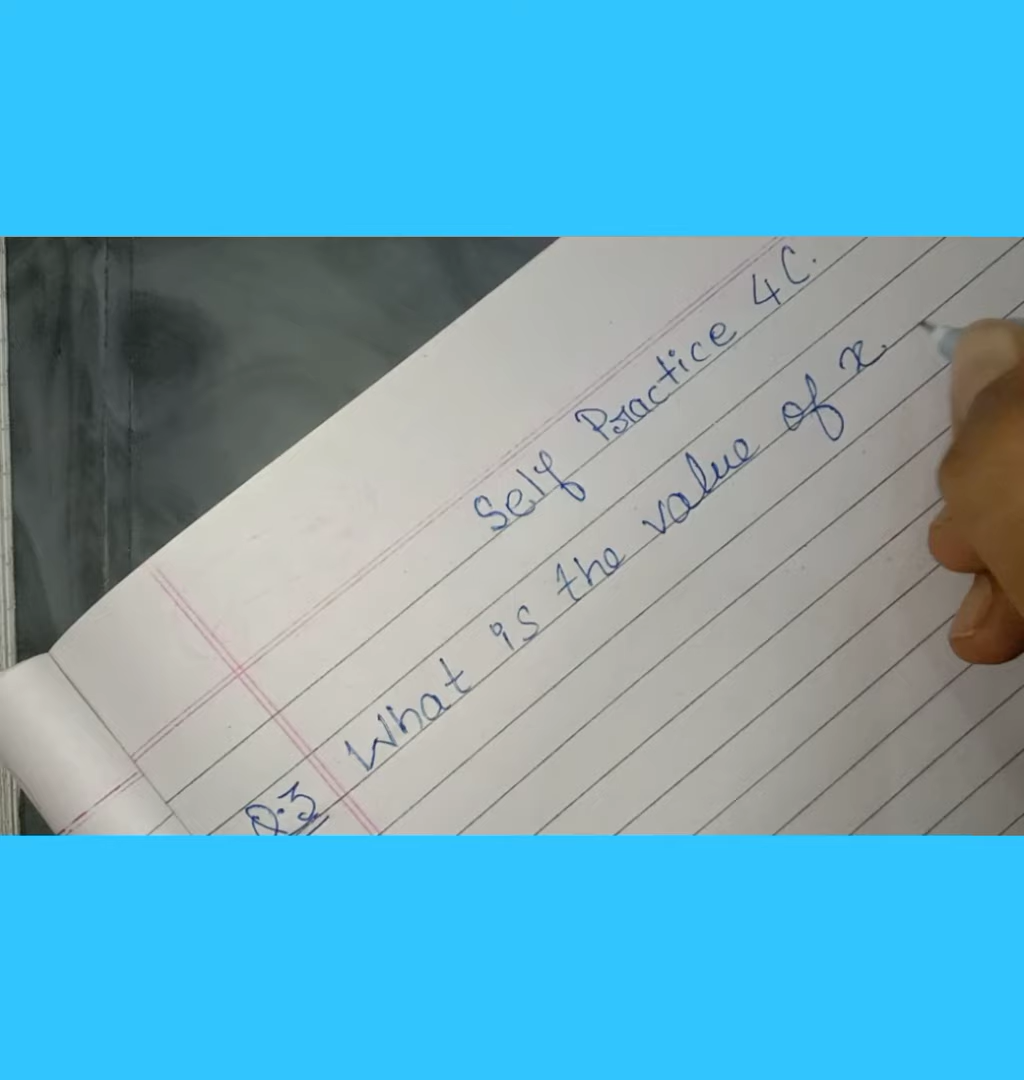 Self Practice 4C.
Q.3 What is the value of x.